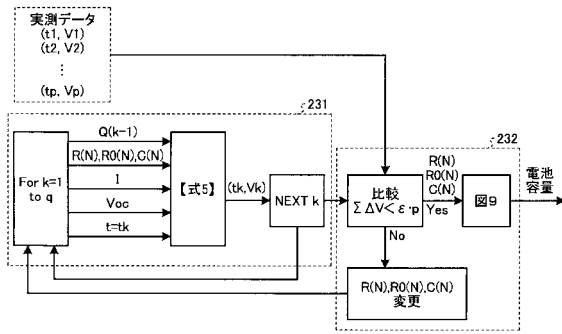 実測データ
(t1, V1)
(t2, V2)
⋮
(tp, Vp)
231
For k=1
to q
Q(k−1)
R(N),R0(N),C(N)
I
Voc
t=tk
【式5】
(tk,Vk)
NEXT k
232
比較
ΣΔV<ε·p
R(N)
R0(N)
C(N)
Yes
図9
電池
容量
No
R(N),R0(N),C(N)
変更